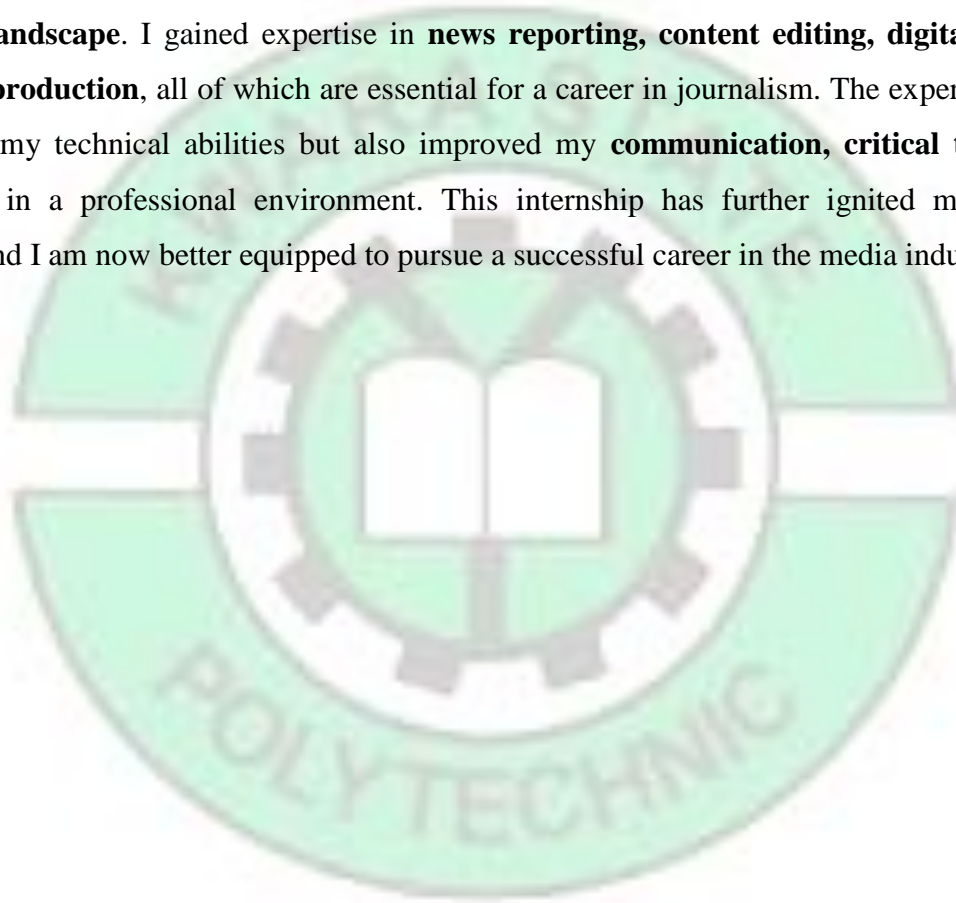 andscape. I gained expertise in news reporting, content editing, digita
production, all of which are essential for a career in journalism. The exper
my technical abilities but also improved my communication, critical t
in a professional environment. This internship has further ignited m
nd I am now better equipped to pursue a successful career in the media indu
KWARA STATE
POLYTECHNIC